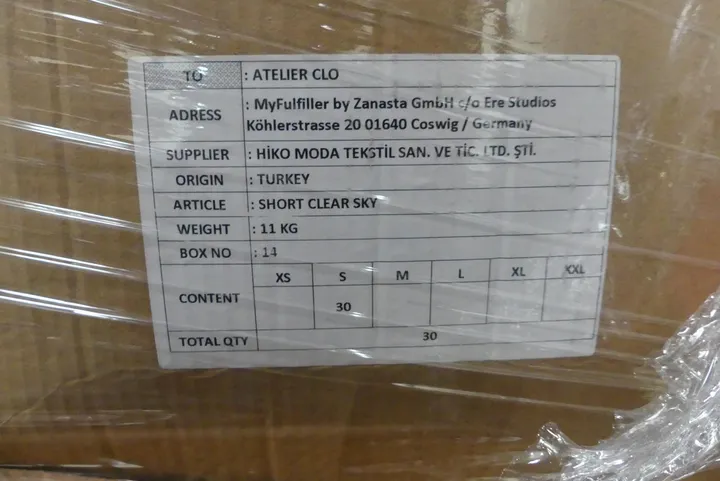 TO : ATELIER CLO
ADRESS : MyFulfiller by Zanasta GmbH c/o Ere Studios
Köhlerstrasse 20 01640 Coswig / Germany
SUPPLIER : HİKO MODA TEKSTİL SAN. VE TİC. LTD. ŞTİ.
ORIGIN : TURKEY
ARTICLE : SHORT CLEAR SKY
WEIGHT : 11 KG
BOX NO : 14
CONTENT XS S M L XL XXL
30
TOTAL QTY 30